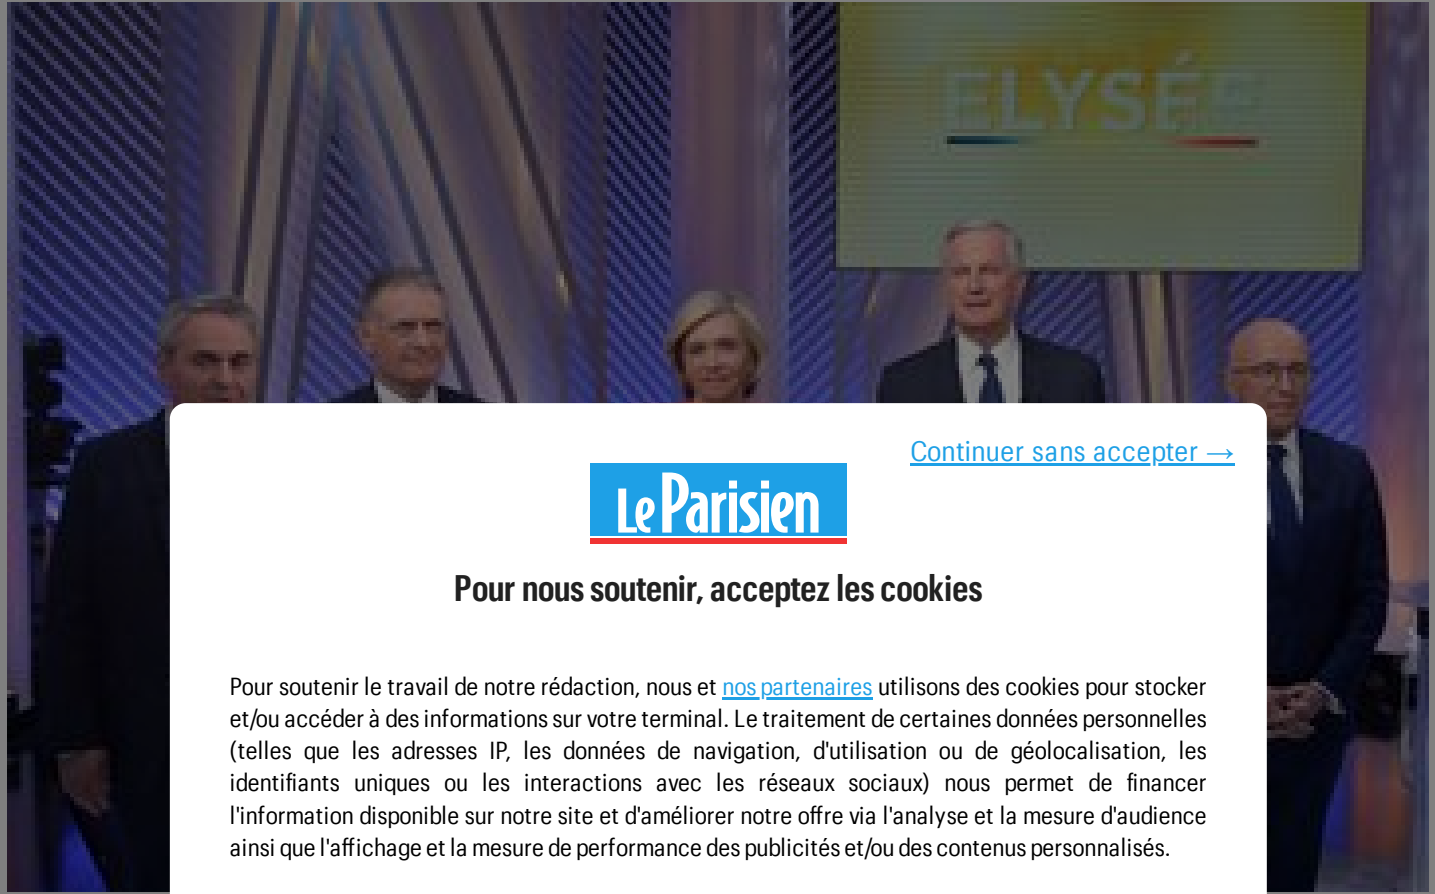 ELYSÉE
Continuer sans accepter →
Le Parisien
Pour nous soutenir, acceptez les cookies
Pour soutenir le travail de notre rédaction, nous et nos partenaires utilisons des cookies pour stocker
et/ou accéder à des informations sur votre terminal. Le traitement de certaines données personnelles
(telles que les adresses IP, les données de navigation, d'utilisation ou de géolocalisation, les
identifiants uniques ou les interactions avec les réseaux sociaux) nous permet de financer
l'information disponible sur notre site et d'améliorer notre offre via l'analyse et la mesure d'audience
ainsi que l'affichage et la mesure de performance des publicités et/ou des contenus personnalisés.